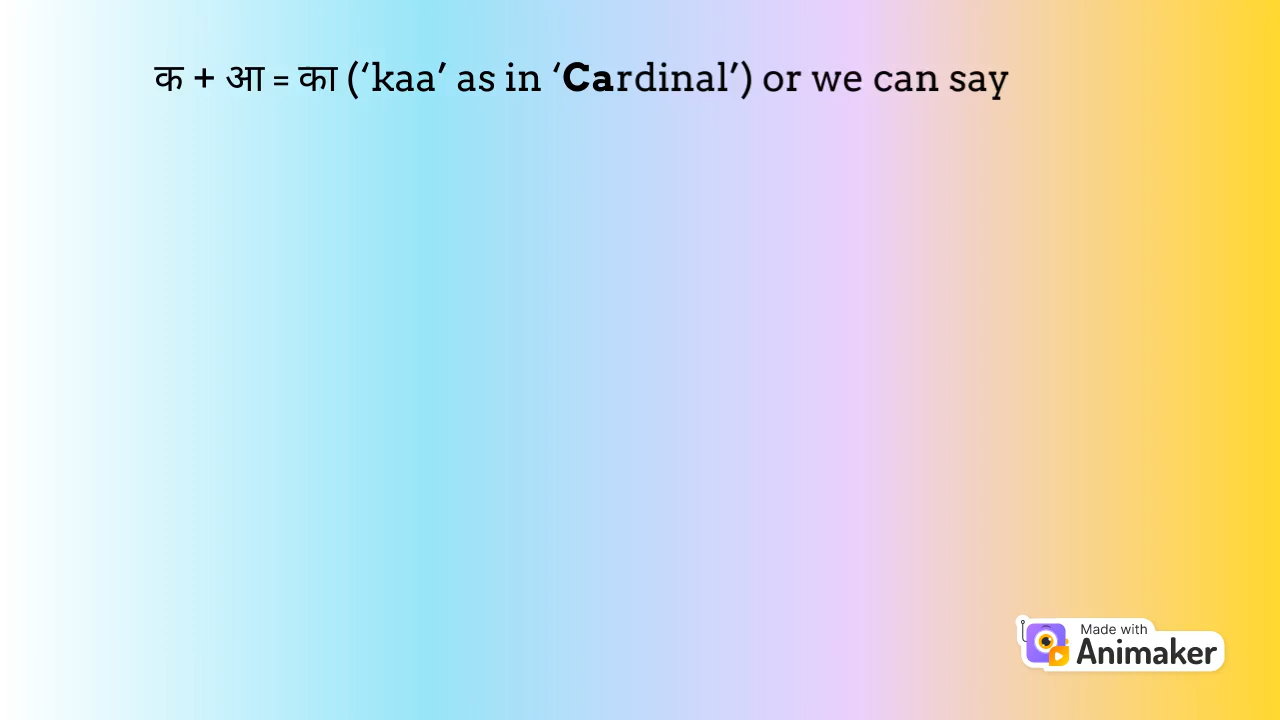 क + आ = का (‘kaa’ as in ‘Cardinal’) or we can say
Made with
Animaker